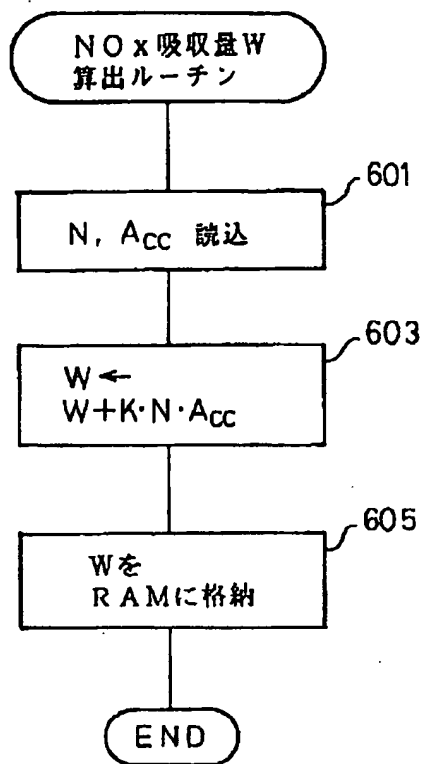 NOx吸収量W
算出ルーチン
601
N, ACC 読込
603
W←
W+K·N·ACC
605
Wを
RAMに格納
END